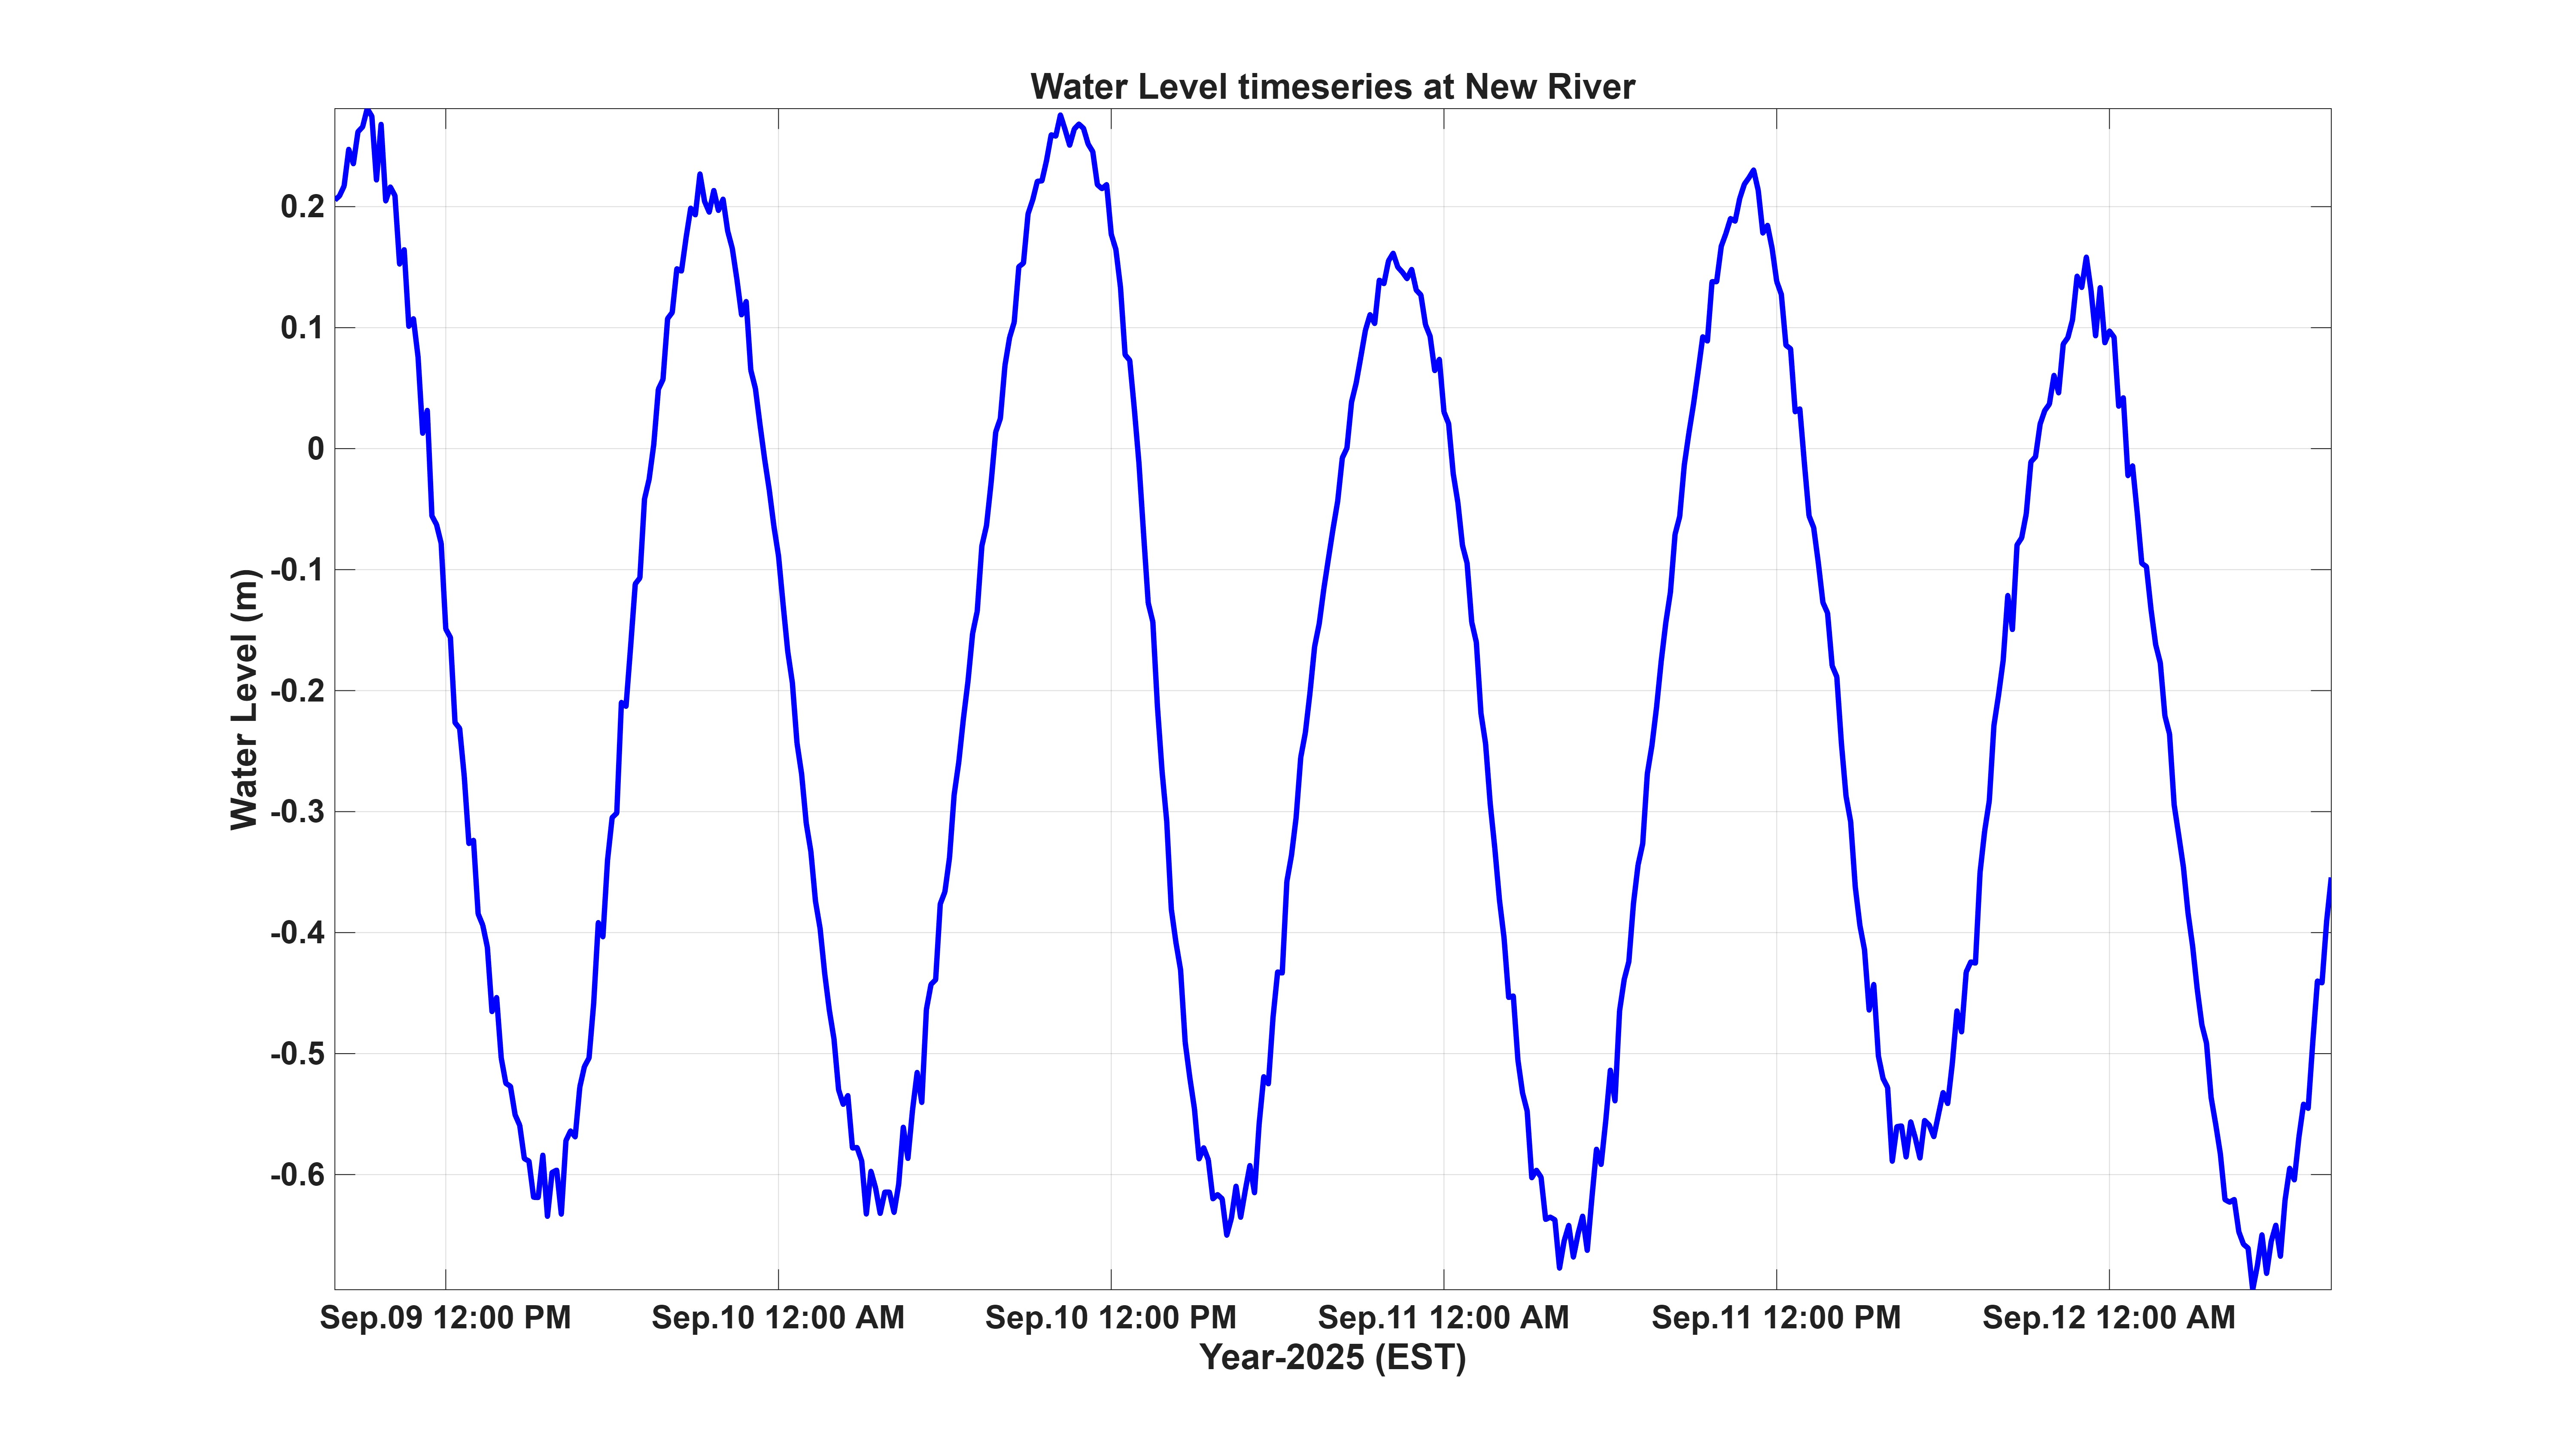 Water Level timeseries at New River
0.2
0.1
0
-0.1
-0.2
-0.3
-0.4
-0.5
-0.6
Water Level (m)
Sep.09 12:00 PM Sep.10 12:00 AM Sep.10 12:00 PM Sep.11 12:00 AM Sep.11 12:00 PM Sep.12 12:00 AM
Year-2025 (EST)